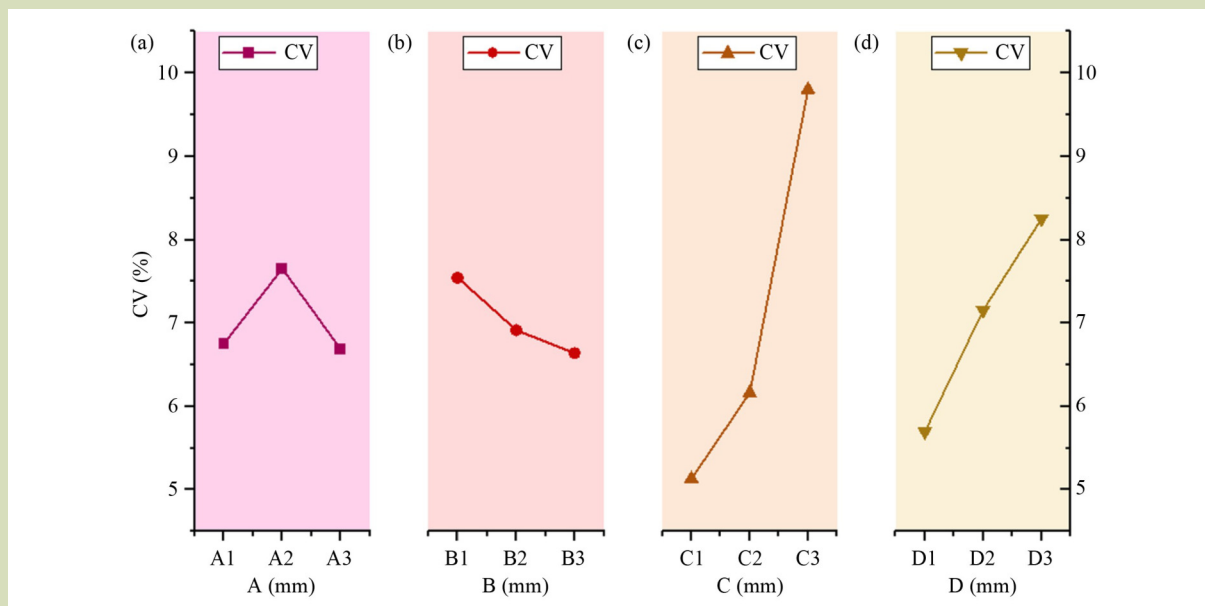 (a)
CV
(b)
CV
(c)
CV
(d)
CV
CV (%)
10
9
8
7
6
5
10
9
8
7
6
5
A1 A2 A3
A (mm)
B1 B2 B3
B (mm)
C1 C2 C3
C (mm)
D1 D2 D3
D (mm)